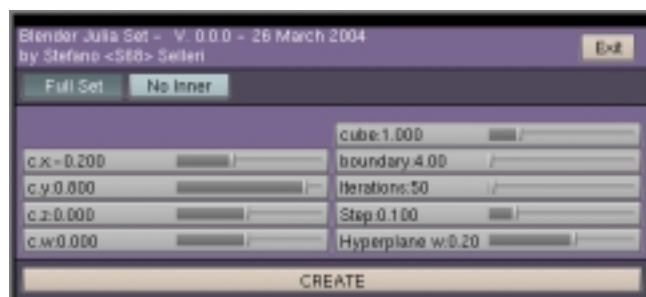 Blender Julia Set - V. 0.0.0 - 26 March 2004
by Stefano <S68> Selleri
Exit
Full Set
No Inner
cube:1.000
c.x:-0.200
boundary:4.00
c.y:0.800
Iterations:50
c.z:0.000
Step:0.100
c.w:0.000
Hyperplane w:0.20
CREATE